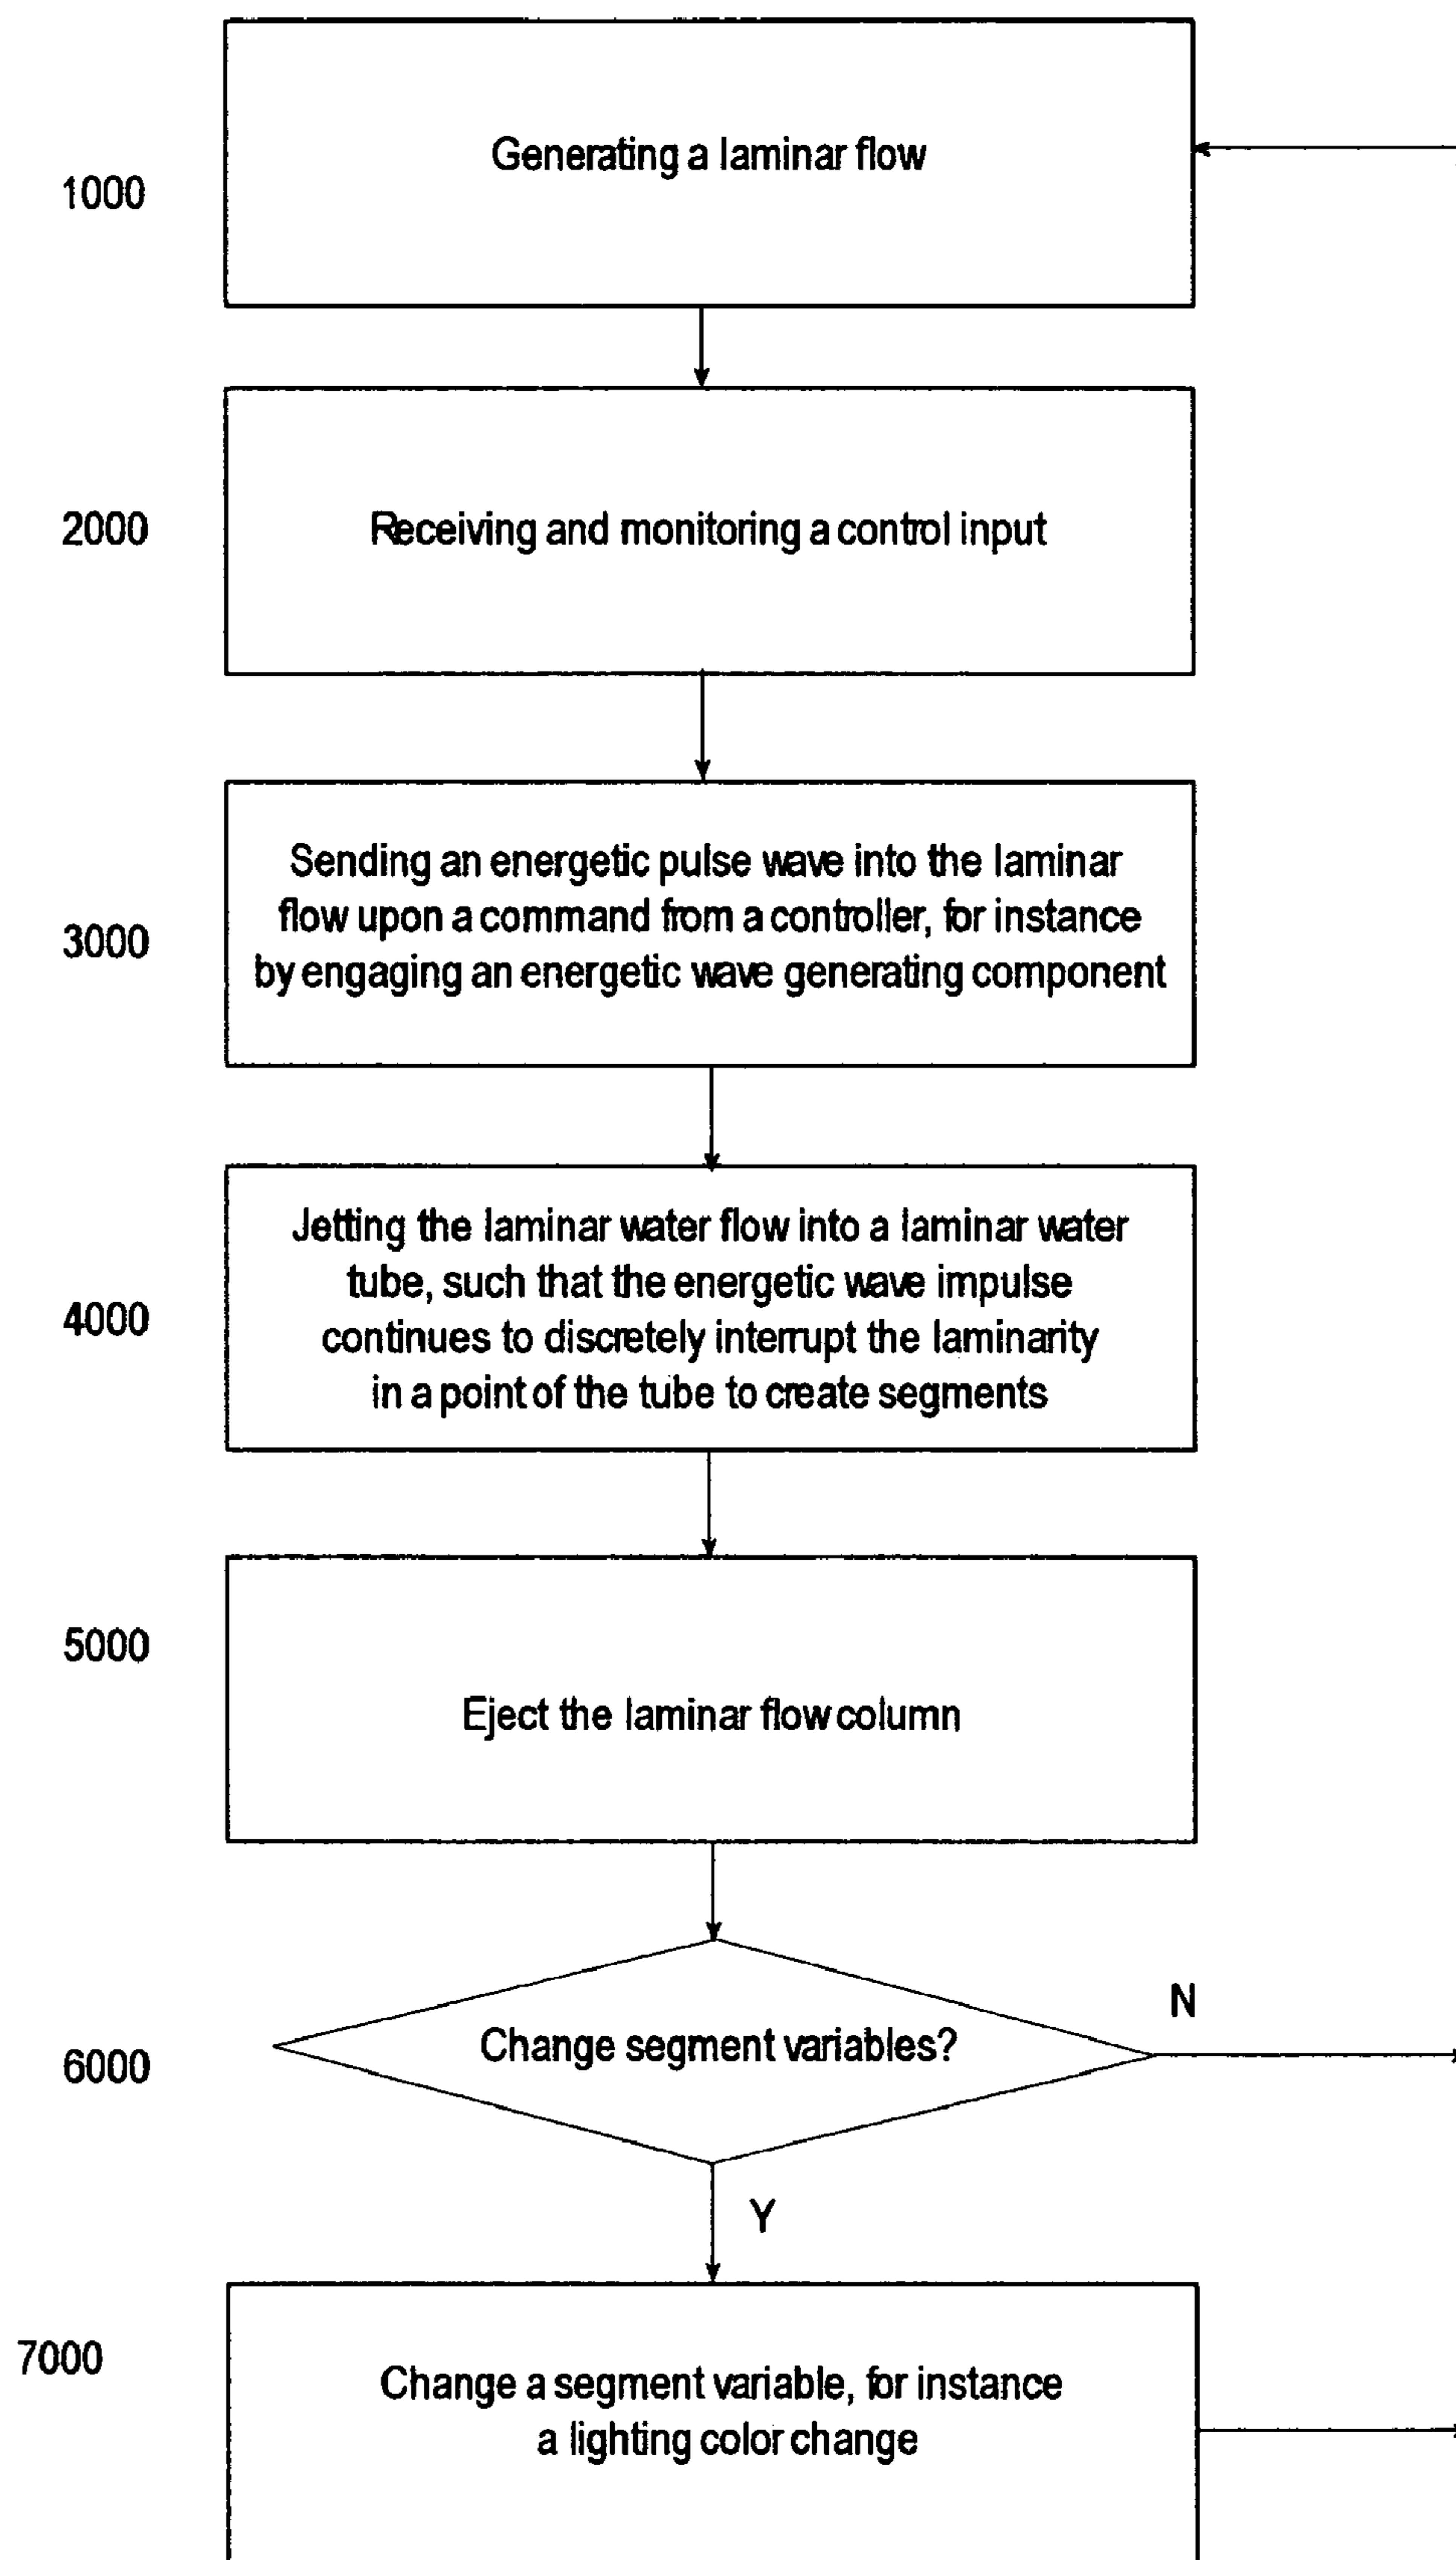 Generating a laminar flow
1000
2000
Receiving and monitoring a control input
Sending an energetic pulse wave into the laminar
flow upon a command from a controller, for instance
by engaging an energetic wave generating component
3000
Jetting the laminar water flow into a laminar water
tube, such that the energetic wave impulse
continues to discretely interrupt the laminarity
in a point of the tube to create segments
4000
5000
Eject the laminar flow column
N
Change segment variables?
6000
Y
7000
Change a segment variable, for instance
a lighting color change